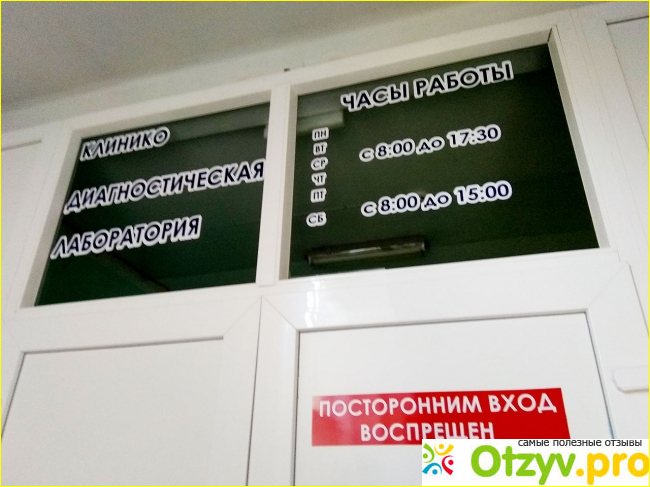 КЛИНИКО
ДИАГНОСТИЧЕСКАЯ
ЛАБОРАТОРИЯ
ЧАСЫ РАБОТЫ
ПН
ВТ
СР
ЧТ
ПТ
с 8:00 до 17:30
СБ
с 8:00 до 15:00
ПОСТОРОННИМ ВХОД
ВОСПРЕЩЕН
самые полезные отзывы
Otzyv.pro